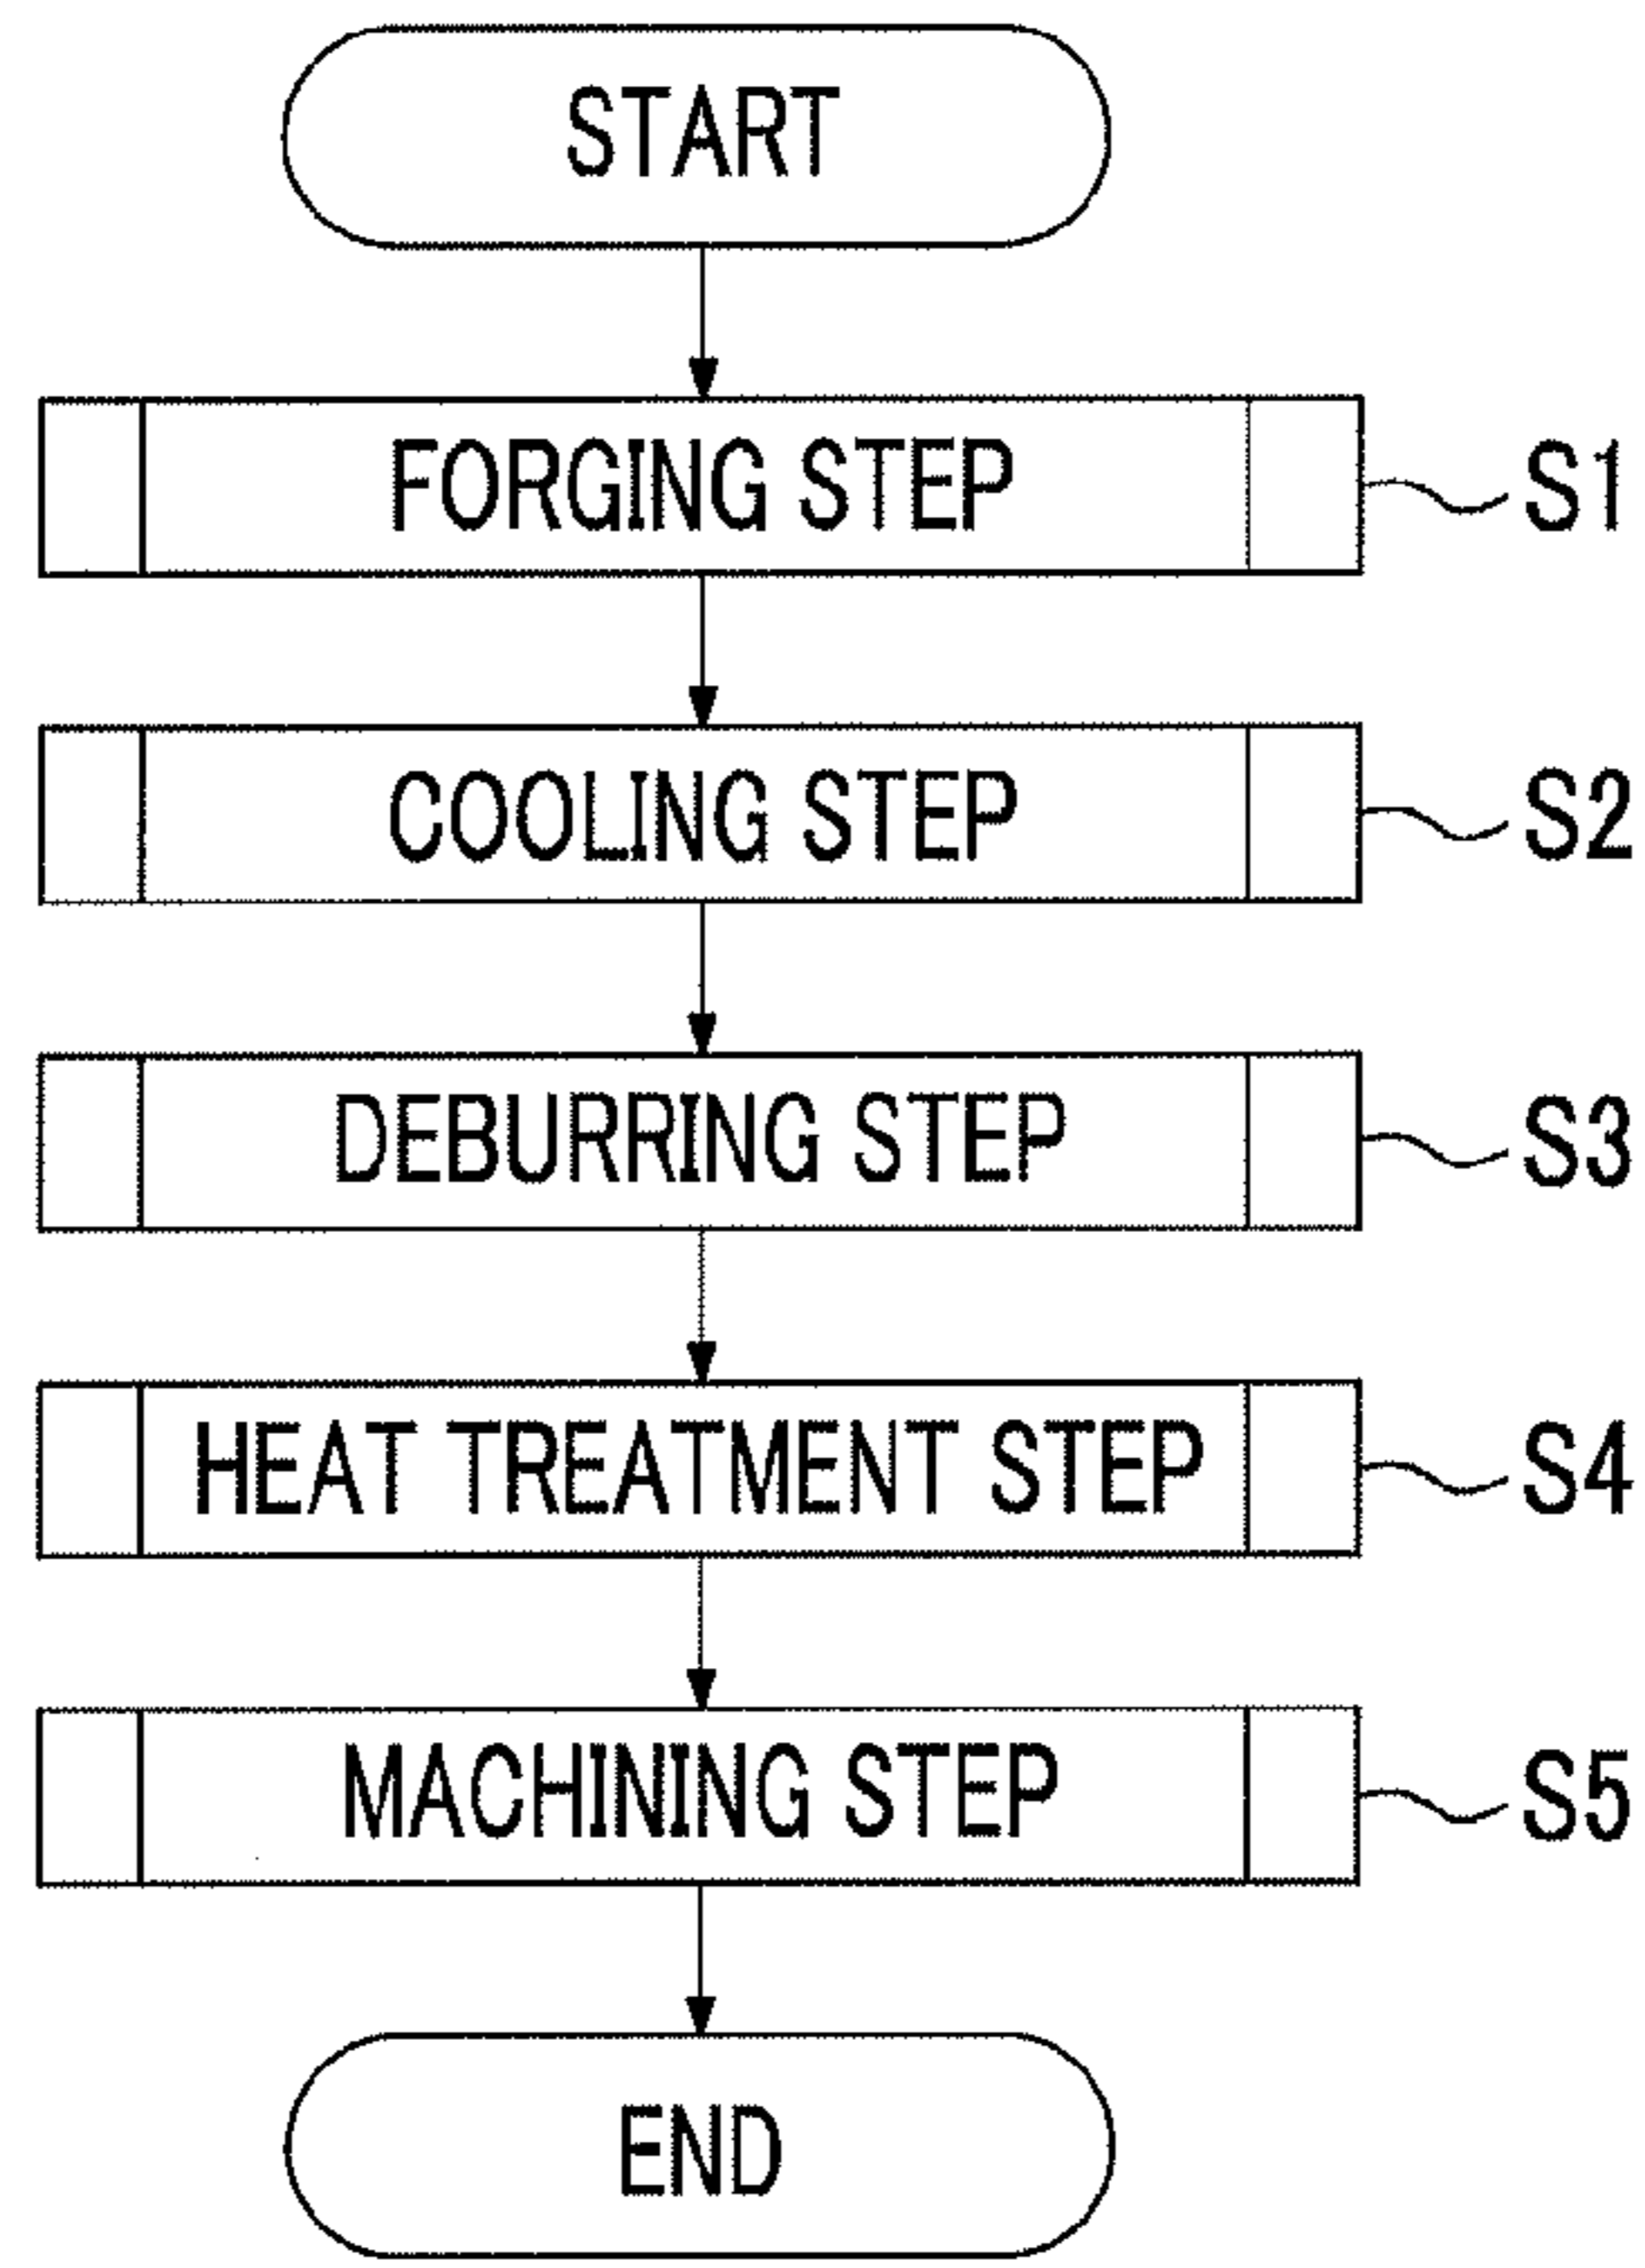 START
FORGING STEP S1
COOLING STEP S2
DEBURRING STEP S3
HEAT TREATMENT STEP S4
MACHINING STEP S5
END